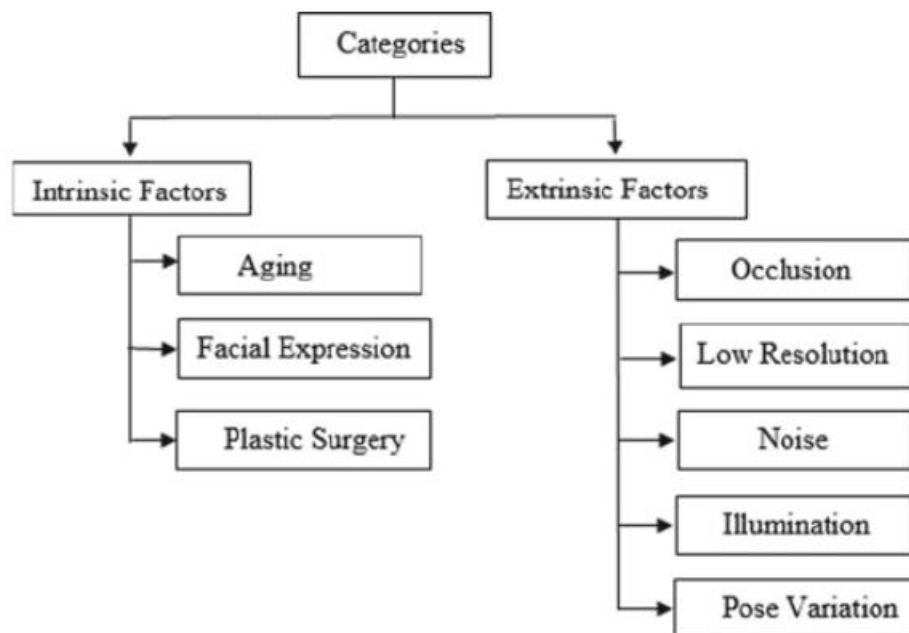 Categories
Intrinsic Factors
Extrinsic Factors
Aging
Facial Expression
Plastic Surgery
Occlusion
Low Resolution
Noise
Illumination
Pose Variation